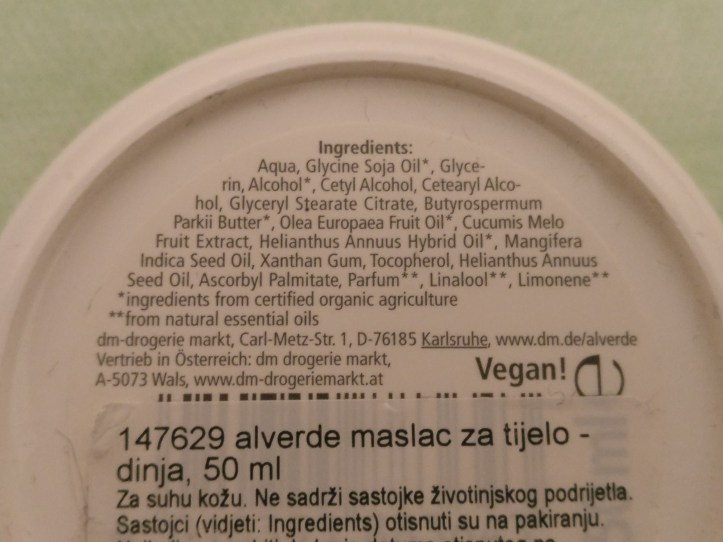 Ingredients:
Aqua, Glycine Soja Oil*, Glyce-
rin, Alcohol*, Cetyl Alcohol, Cetearyl Alco-
hol, Glyceryl Stearate Citrate, Butyrospermum
Parkii Butter*, Olea Europaea Fruit Oil*, Cucumis Melo
Fruit Extract, Helianthus Annuus Hybrid Oil*, Mangifera
Indica Seed Oil, Xanthan Gum, Tocopherol, Helianthus Annuus
Seed Oil, Ascorbyl Palmitate, Parfum**, Linalool**, Limonene**
*ingredients from certified organic agriculture
**from natural essential oils
dm-drogerie markt, Carl-Metz-Str. 1, D-76185 Karlsruhe, www.dm.de/alverde
Vertrieb in Österreich: dm drogerie markt,
A-5073 Wals, www.dm-drogeriemarkt.at
Vegan!
147629 alverde maslac za tijelo -
dinja, 50 ml
Za suhu kožu. Ne sadrži sastojke životinjskog podrijetla.
Sastojci (vidjeti: Ingredients) otisnuti su na pakiranju.